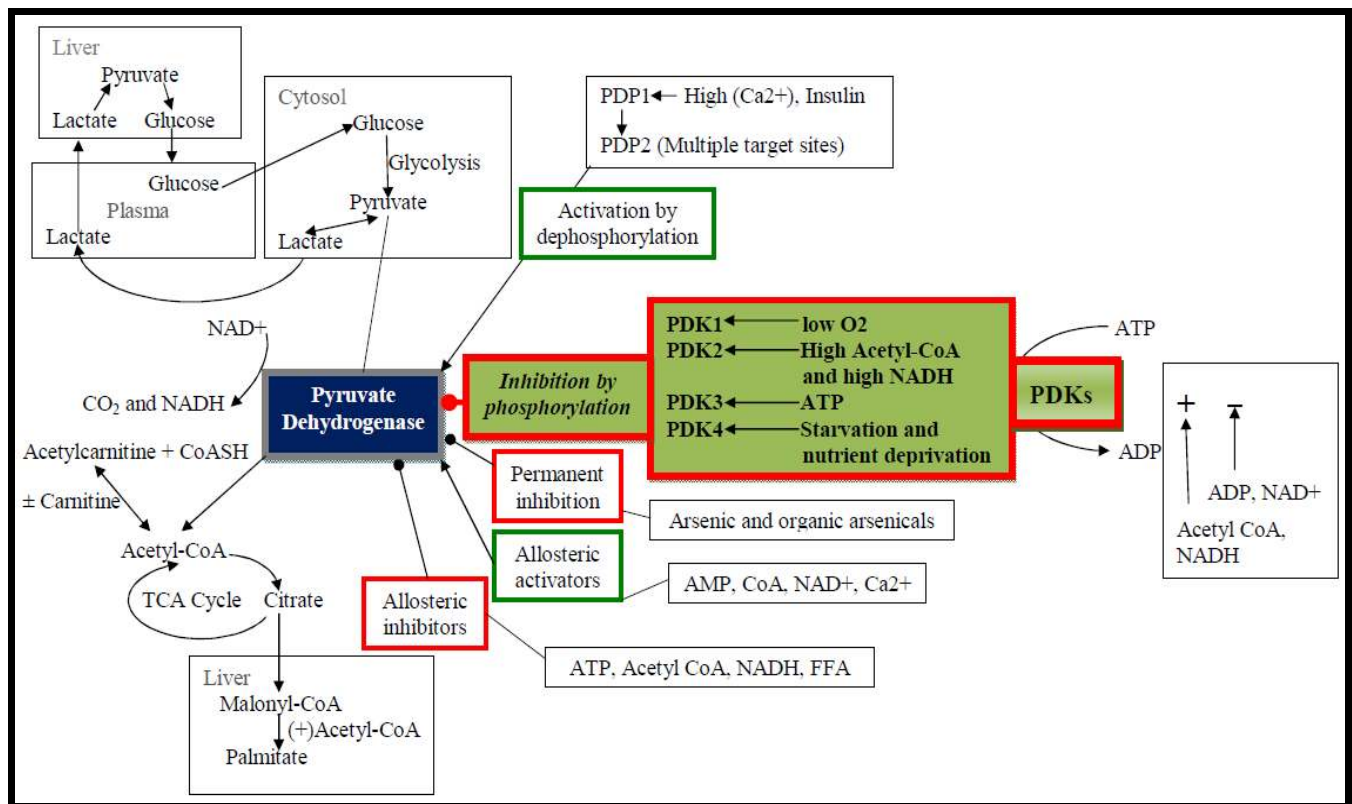 Liver
Pyruvate
Lactate
Glucose
Glucose
Plasma
Lactate
Cytosol
Glucose
Glycolysis
Pyruvate
Lactate
PDP1 High (Ca2+), Insulin
PDP2 (Multiple target sites)
Activation by
dephosphorylation
NAD+
CO₂ and NADH
Pyruvate
Dehydrogenase
Inhibition by
phosphorylation
PDK1 low O2
PDK2 High Acetyl-CoA
and high NADH
PDK3 ATP
PDK4 Starvation and
nutrient deprivation
PDKs
ATP
ADP
+ −
ADP, NAD+
Acetyl CoA,
NADH
Acetylcarnitine + CoASH
± Carnitine
Acetyl-CoA
TCA Cycle
Citrate
Permanent
inhibition
Arsenic and organic arsenicals
Allosteric
activators
AMP, CoA, NAD+, Ca2+
Allosteric
inhibitors
ATP, Acetyl CoA, NADH, FFA
Liver
Malonyl-CoA
(+)Acetyl-CoA
Palmitate